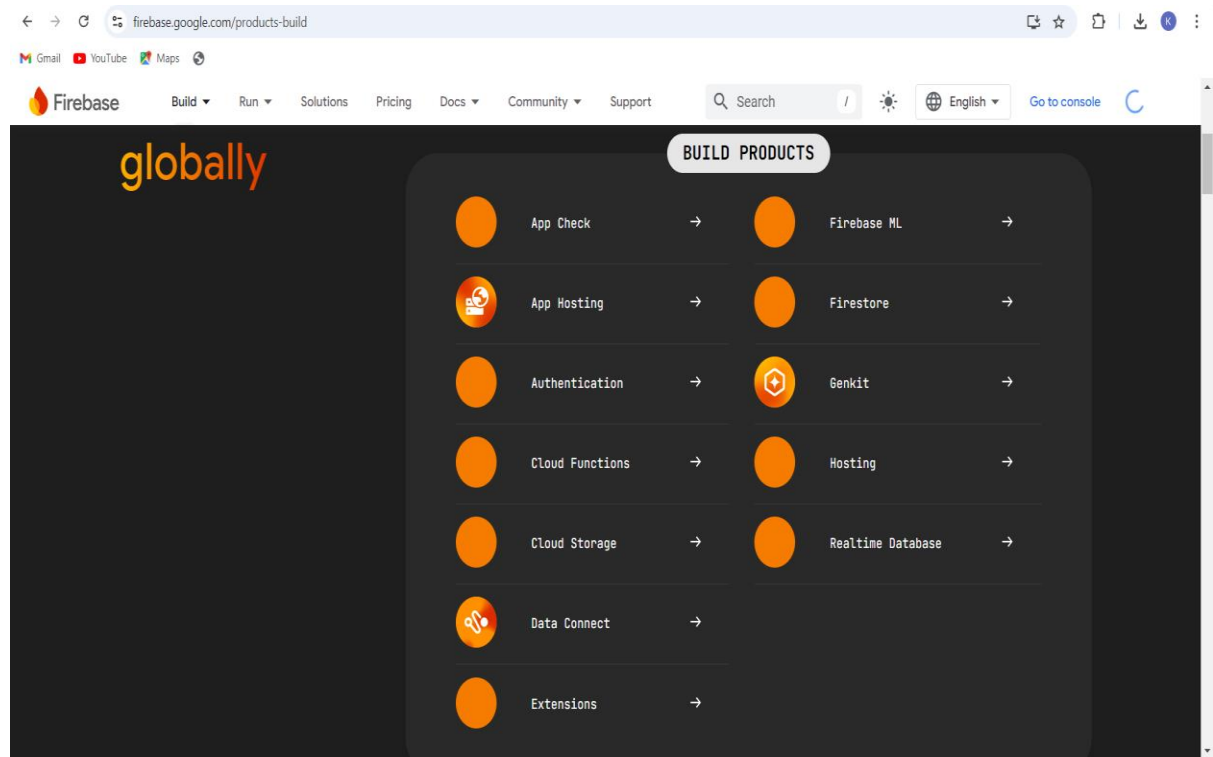 firebase.google.com/products-build
K
Gmail YouTube Maps
Firebase Build Run Solutions Pricing Docs Community Support Search / English Go to console
globally
BUILD PRODUCTS
App Check → Firebase ML →
App Hosting → Firestore →
Authentication → Genkit →
Cloud Functions → Hosting →
Cloud Storage → Realtime Database →
Data Connect →
Extensions →